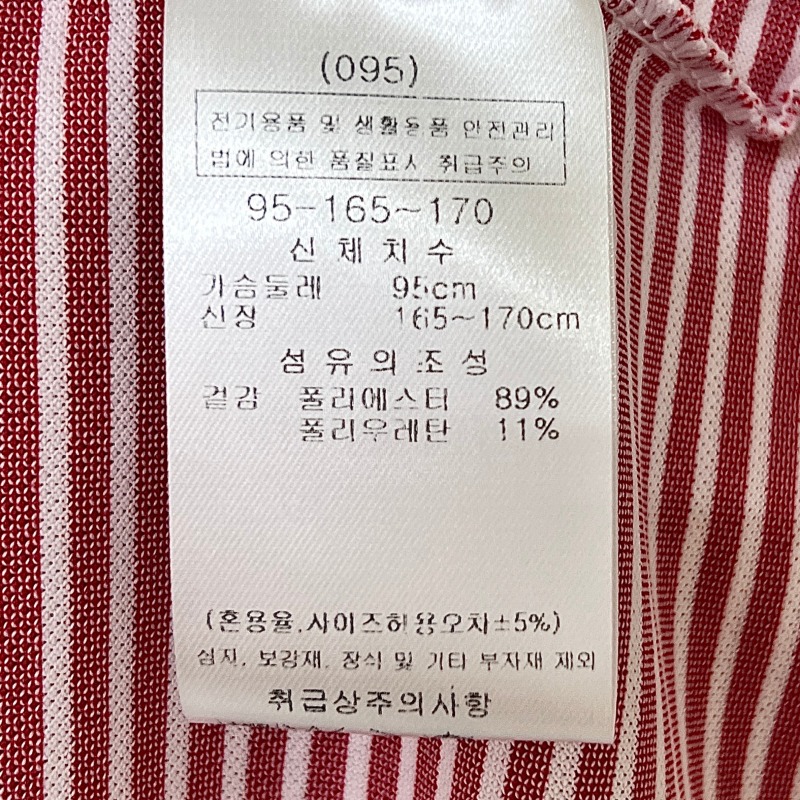 (095)
전기용품 및 생활용품 안전관리
법에 의한 품질표시 취급주의
95-165~170
신체치수
가슴둘레 95cm
신장 165~170cm
섬유의조성
겉감 폴리에스터 89%
폴리우레탄 11%
(혼용율,사이즈허용오차±5%)
심지, 보강재, 장식 및 기타 부자재 제외
취급상주의사항